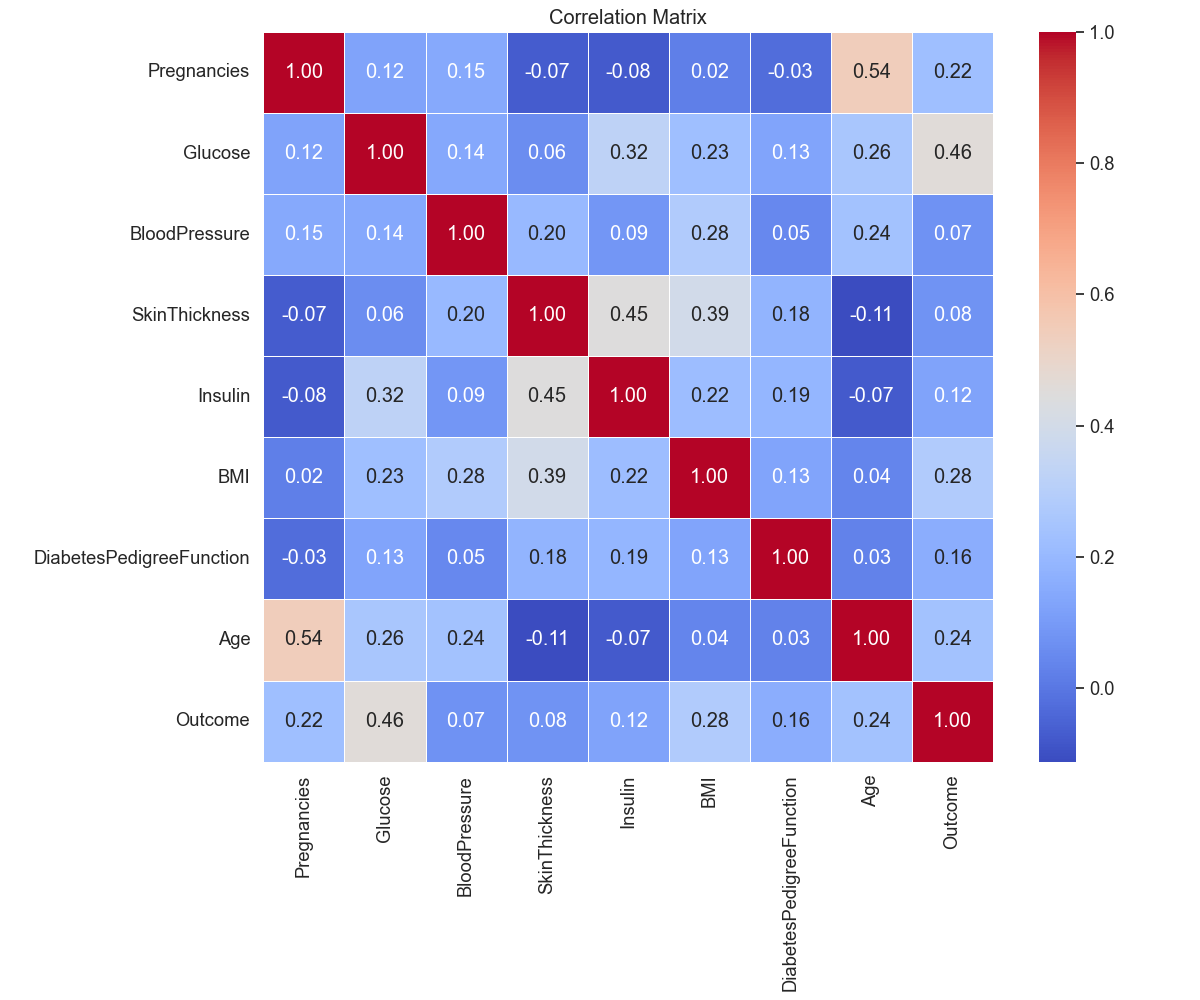 Correlation Matrix
Pregnancies 1.00 0.12 0.15 -0.07 -0.08 0.02 -0.03 0.54 0.22
Glucose 0.12 1.00 0.14 0.06 0.32 0.23 0.13 0.26 0.46
BloodPressure 0.15 0.14 1.00 0.20 0.09 0.28 0.05 0.24 0.07
SkinThickness -0.07 0.06 0.20 1.00 0.45 0.39 0.18 -0.11 0.08
Insulin -0.08 0.32 0.09 0.45 1.00 0.22 0.19 -0.07 0.12
BMI 0.02 0.23 0.28 0.39 0.22 1.00 0.13 0.04 0.28
DiabetesPedigreeFunction -0.03 0.13 0.05 0.18 0.19 0.13 1.00 0.03 0.16
Age 0.54 0.26 0.24 -0.11 -0.07 0.04 0.03 1.00 0.24
Outcome 0.22 0.46 0.07 0.08 0.12 0.28 0.16 0.24 1.00
Pregnancies
Glucose
BloodPressure
SkinThickness
Insulin
BMI
DiabetesPedigreeFunction
Age
Outcome
1.0
0.8
0.6
0.4
0.2
0.0